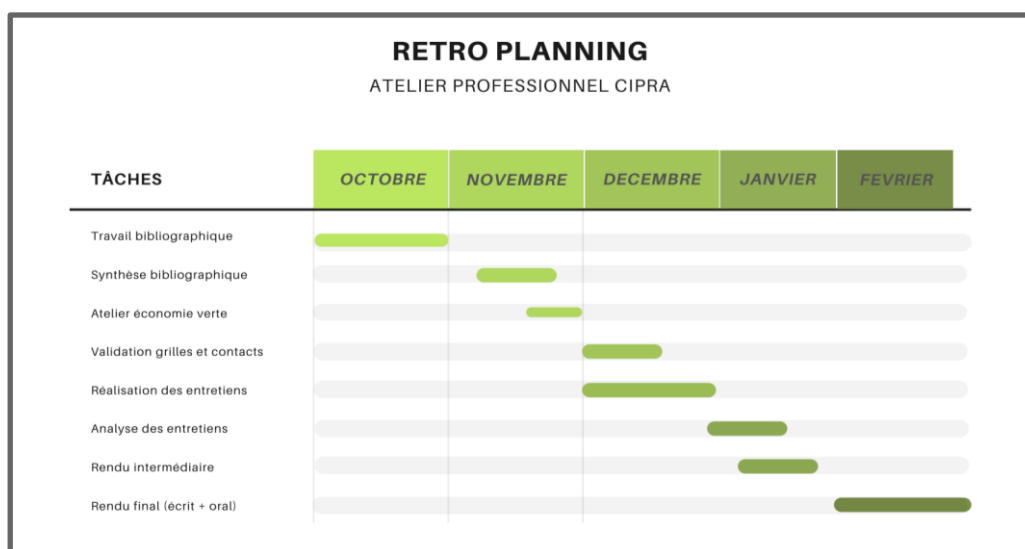 RETRO PLANNING
ATELIER PROFESSIONNEL CIPRA
TÂCHES OCTOBRE NOVEMBRE DECEMBRE JANVIER FEVRIER
Travail bibliographique
Synthèse bibliographique
Atelier économie verte
Validation grilles et contacts
Réalisation des entretiens
Analyse des entretiens
Rendu intermédiaire
Rendu final (écrit + oral)